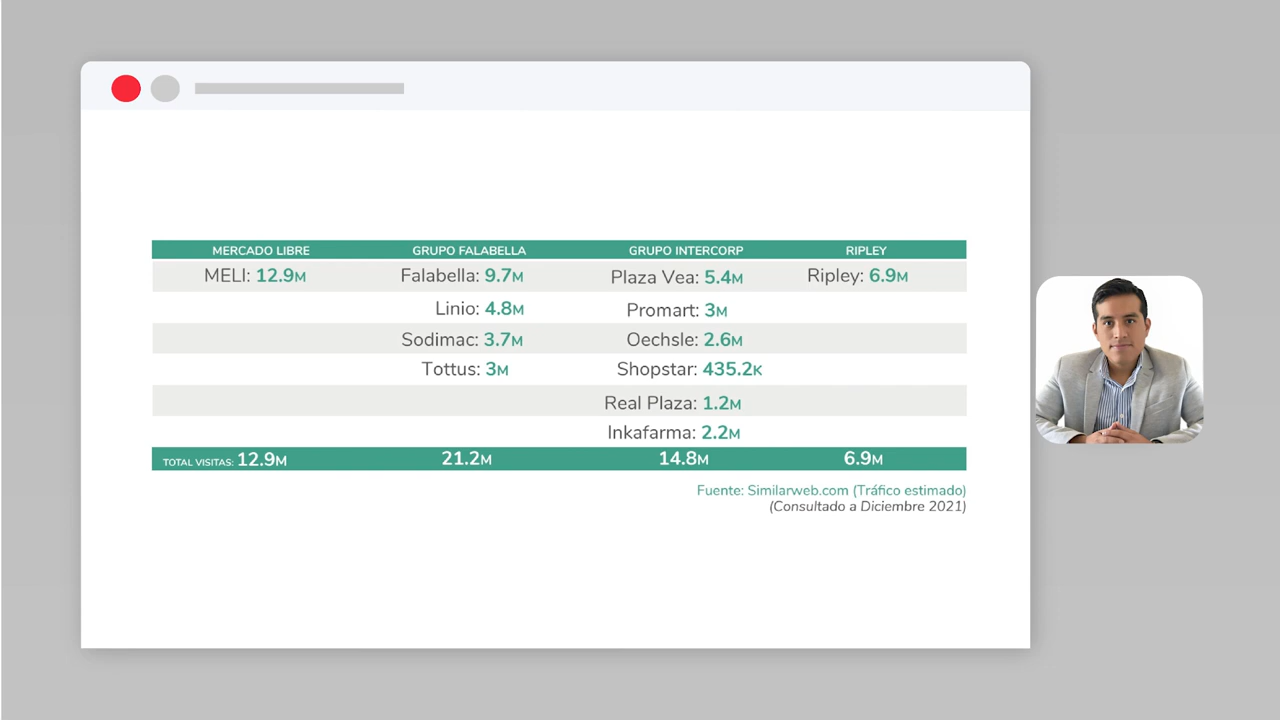 MERCADO LIBRE GRUPO FALABELLA GRUPO INTERCORP RIPLEY
MELI: 12.9M Falabella: 9.7M Plaza Vea: 5.4M Ripley: 6.9M
Linio: 4.8M Promart: 3M
Sodimac: 3.7M Oechsle: 2.6M
Tottus: 3M Shopstar: 435.2K
Real Plaza: 1.2M
Inkafarma: 2.2M
TOTAL VISITAS: 12.9M 21.2M 14.8M 6.9M
Fuente: Similarweb.com (Tráfico estimado)
(Consultado a Diciembre 2021)